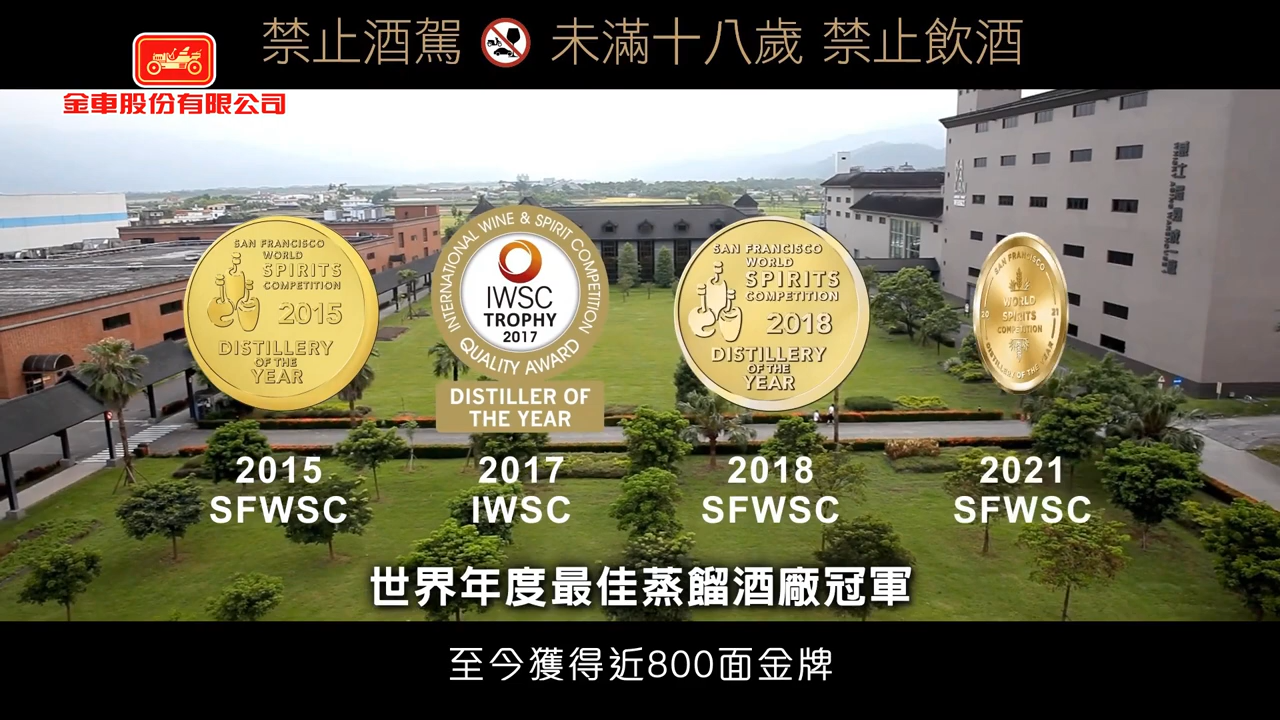 禁止酒駕 未滿十八歲 禁止飲酒
金車股份有限公司
SAN FRANCISCO
WORLD
SPIRITS
COMPETITION
2015
DISTILLERY
OF THE
YEAR
INTERNATIONAL WINE & SPIRIT COMPETITION
IWSC
TROPHY
2017
QUALITY AWARD
DISTILLER OF
THE YEAR
SAN FRANCISCO
WORLD
SPIRITS
COMPETITION
2018
DISTILLERY
OF THE
YEAR
SAN FRANCISCO
WORLD
SPIRITS
COMPETITION
20 21
DISTILLERY OF THE YEAR
KAVALAN
2015
SFWSC
2017
IWSC
2018
SFWSC
2021
SFWSC
世界年度最佳蒸餾酒廠冠軍
至今獲得近800面金牌